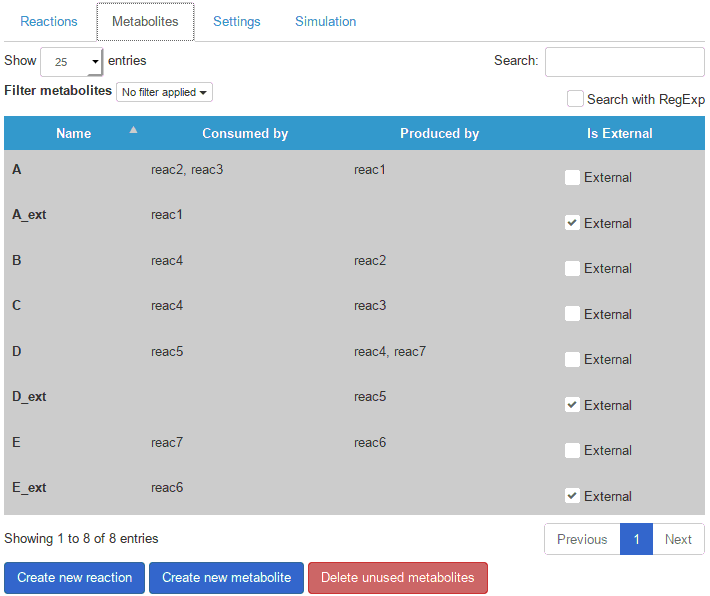 Reactions Metabolites Settings Simulation
Show 25 entries Search:
Filter metabolites No filter applied
Search with RegExp
Name Consumed by Produced by Is External
A reac2, reac3 reac1 External
A_ext reac1 External
B reac4 reac2 External
C reac4 reac3 External
D reac5 reac4, reac7 External
D_ext reac5 External
E reac7 reac6 External
E_ext reac6 External
Showing 1 to 8 of 8 entries Previous 1 Next
Create new reaction Create new metabolite Delete unused metabolites